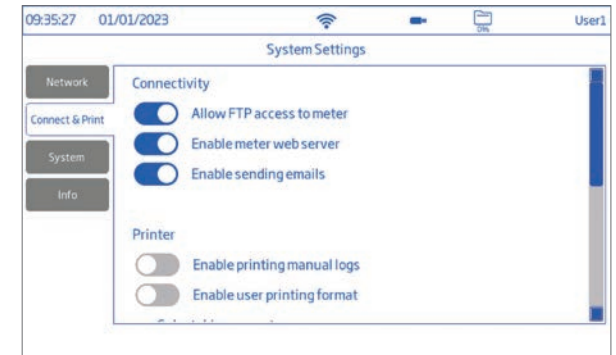 09:35:27 01/01/2023 0% User1
System Settings
Network
Connect & Print
System
Info
Connectivity
Allow FTP access to meter
Enable meter web server
Enable sending emails
Printer
Enable printing manual logs
Enable user printing format